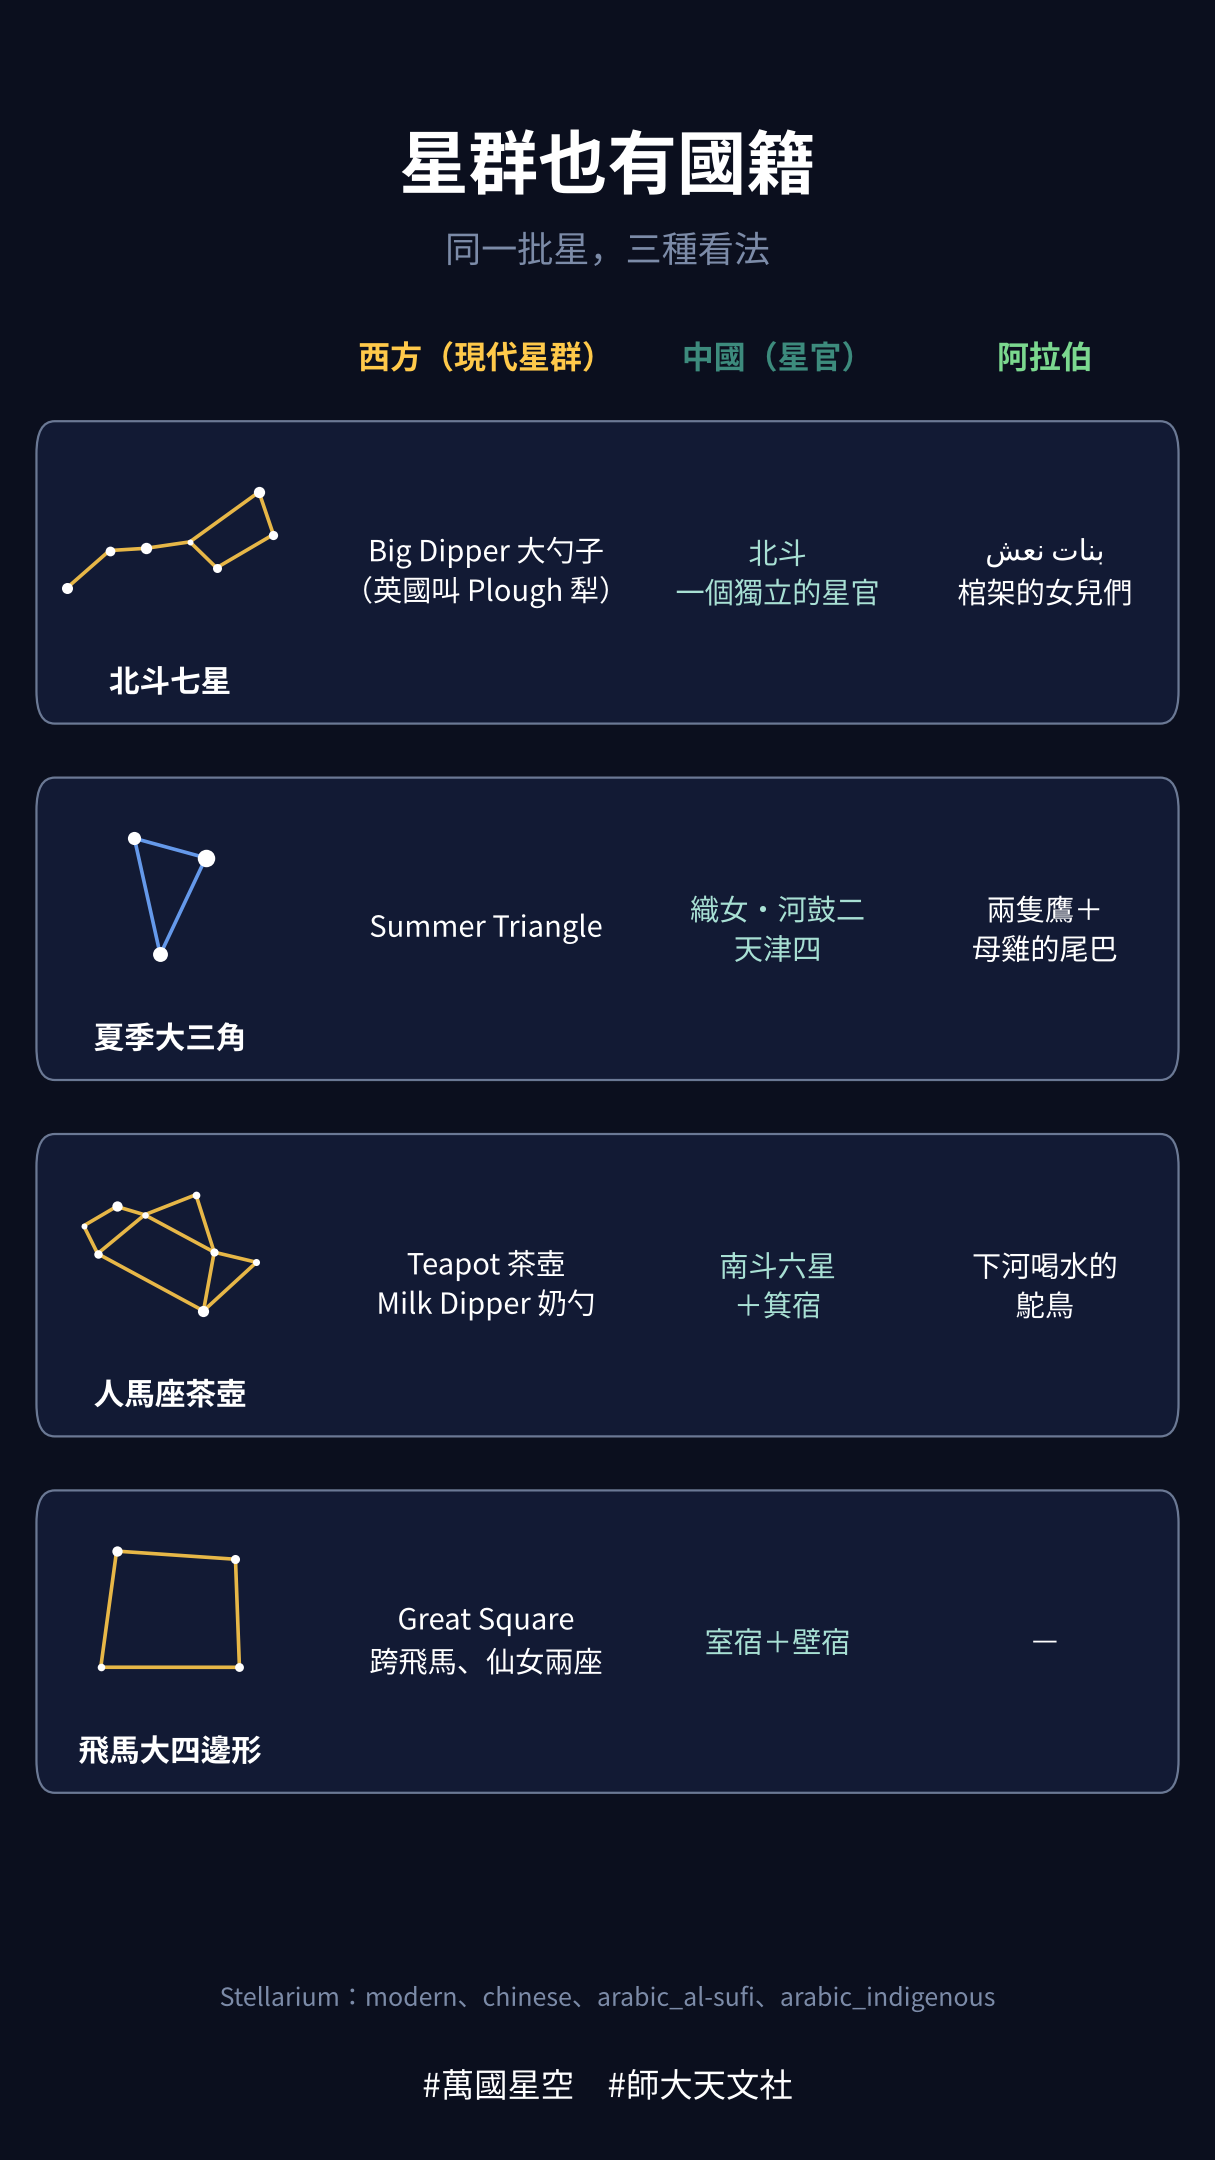 星群也有國籍
同一批星，三種看法
西方（現代星群）
中國（星官）
阿拉伯
北斗七星
Big Dipper 大勺子
（英國叫 Plough 犁）
北斗
一個獨立的星官
بنات نعش
棺架的女兒們
夏季大三角
Summer Triangle
織女・河鼓二
天津四
兩隻鷹＋
母雞的尾巴
人馬座茶壺
Teapot 茶壺
Milk Dipper 奶勺
南斗六星
＋箕宿
下河喝水的
鴕鳥
飛馬大四邊形
Great Square
跨飛馬、仙女兩座
室宿＋壁宿
—
Stellarium：modern、chinese、arabic_al-sufi、arabic_indigenous
#萬國星空　#師大天文社